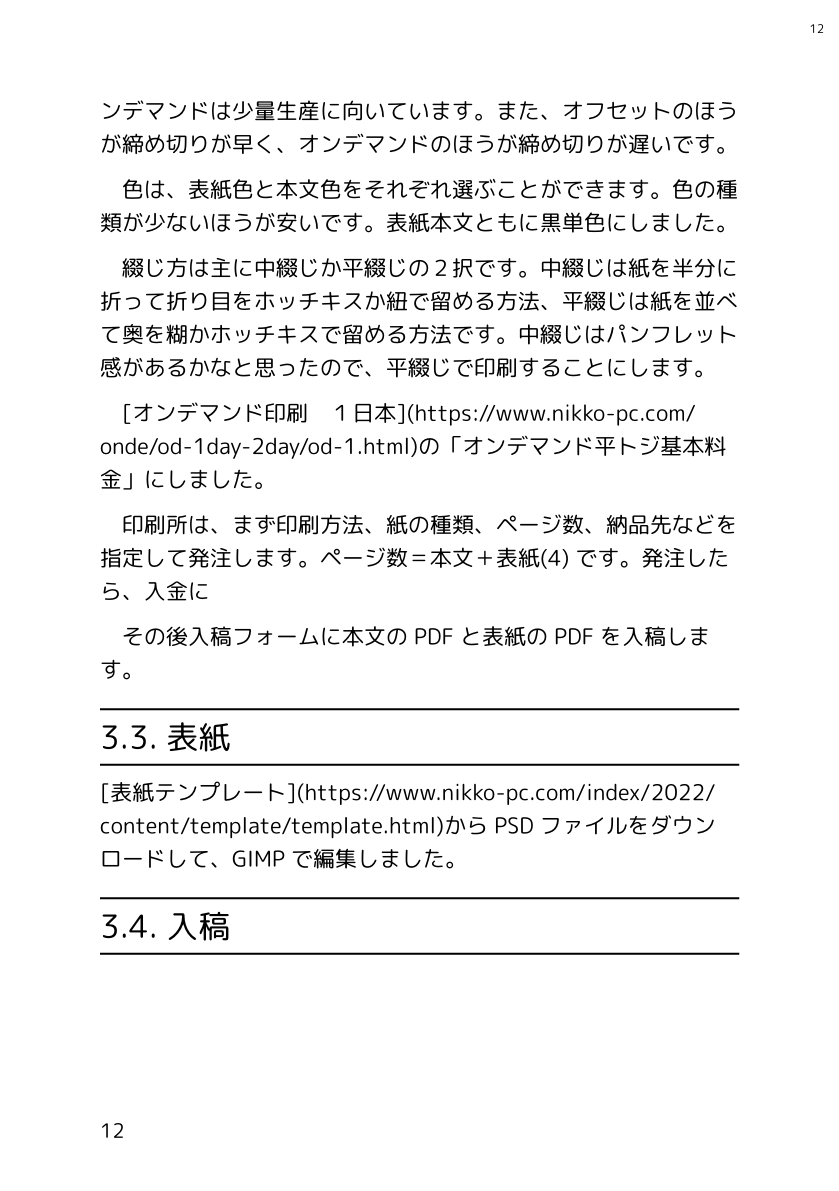 12
ンデマンドは少量生産に向いています。また、オフセットのほう
が締め切りが早く、オンデマンドのほうが締め切りが遅いです。
色は、表紙色と本文色をそれぞれ選ぶことができます。色の種
類が少ないほうが安いです。表紙本文ともに黒単色にしました。
綴じ方は主に中綴じか平綴じの２択です。中綴じは紙を半分に
折って折り目をホッチキスか紐で留める方法、平綴じは紙を並べ
て奥を糊かホッチキスで留める方法です。中綴じはパンフレット
感があるかなと思ったので、平綴じで印刷することにします。
[オンデマンド印刷　１日本](https://www.nikko-pc.com/
onde/od-1day-2day/od-1.html)の「オンデマンド平トジ基本料
金」にしました。
印刷所は、まず印刷方法、紙の種類、ページ数、納品先などを
指定して発注します。ページ数＝本文＋表紙(4) です。発注した
ら、入金に
その後入稿フォームに本文の PDF と表紙の PDF を入稿しま
す。
3.3. 表紙
[表紙テンプレート](https://www.nikko-pc.com/index/2022/
content/template/template.html)から PSD ファイルをダウン
ロードして、GIMP で編集しました。
3.4. 入稿
12